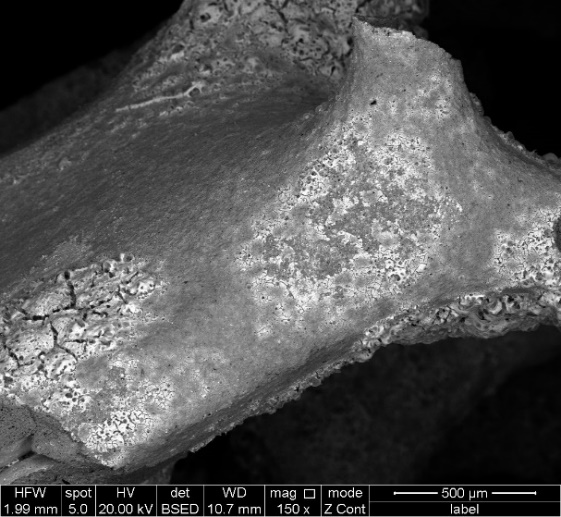 HFW spot HV det WD mag □ mode 500 µm
1.99 mm 5.0 20.00 kV BSED 10.7 mm 150 x Z Cont label